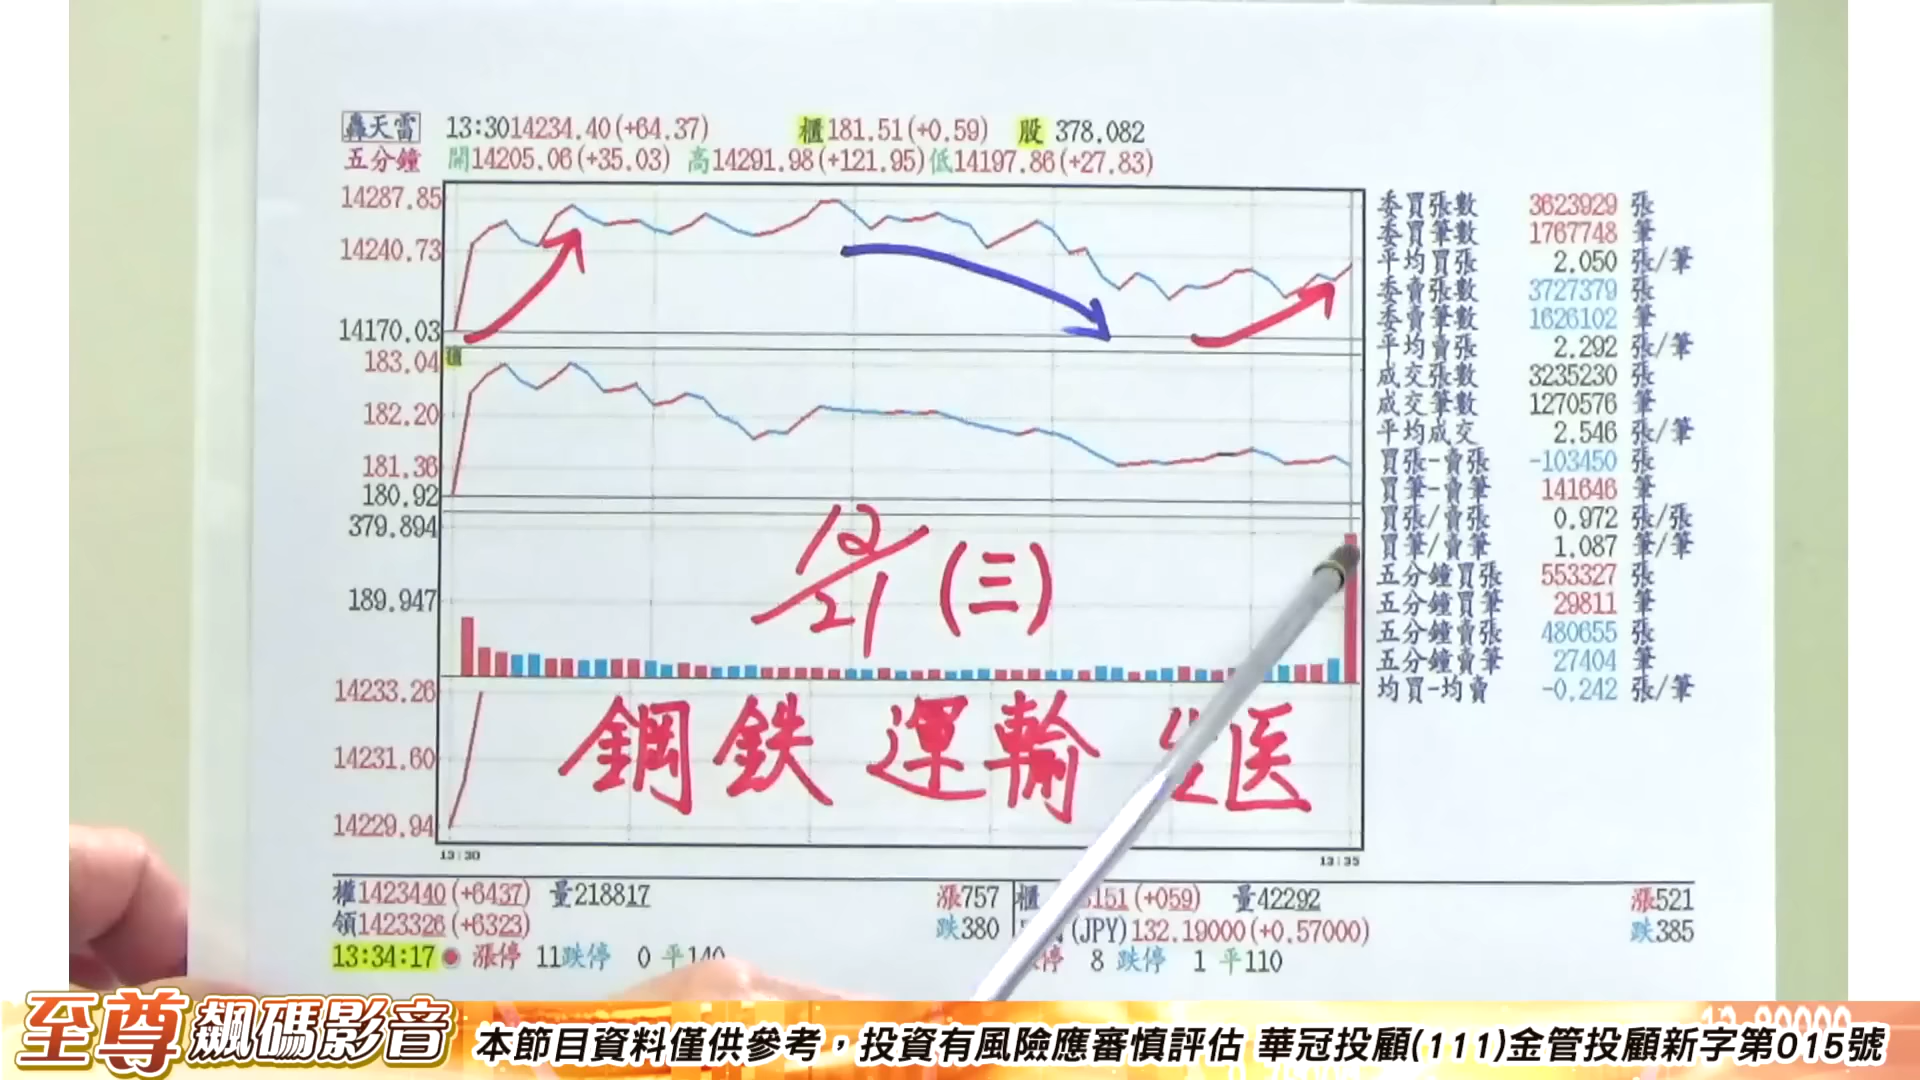 轟天雷 13:3014234.40(+64.37) 櫃181.51(+0.59) 股 378.082
五分鐘 開14205.06(+35.03) 高14291.98(+121.95)低14197.86(+27.83)
14287.85
14240.73
14170.03
183.04
182.20
181.36
180.92
379.894
189.947
14233.26
14231.60
14229.94
13:30
13:35
櫃
12/21 (三)
鋼鉄 運輸 生医
委買張數 3623929 張
委買筆數 1767748 筆
平均買張 2.050 張/筆
委賣張數 3727379 張
委賣筆數 1626102 筆
平均賣張 2.292 張/筆
成交張數 3235230 張
成交筆數 1270576 筆
平均成交 2.546 張/筆
買張-賣張 -103450 張
買筆-賣筆 141646 筆
買張/賣張 0.972 張/張
買筆/賣筆 1.087 筆/筆
五分鐘買張 553327 張
五分鐘買筆 29811 筆
五分鐘賣張 480655 張
五分鐘賣筆 27404 筆
均買-均賣 -0.242 張/筆
權1423440(+6437) 量218817 漲757
櫃 151(+059) 量42292 漲521
領1423326(+6323) 跌380
(JPY)132.19000(+0.57000) 跌385
13:34:17 漲停 11跌停 0 平140
停 8 跌停 1 平110
至尊飆碼影音
本節目資料僅供參考，投資有風險應審慎評估 華冠投顧(111)金管投顧新字第015號